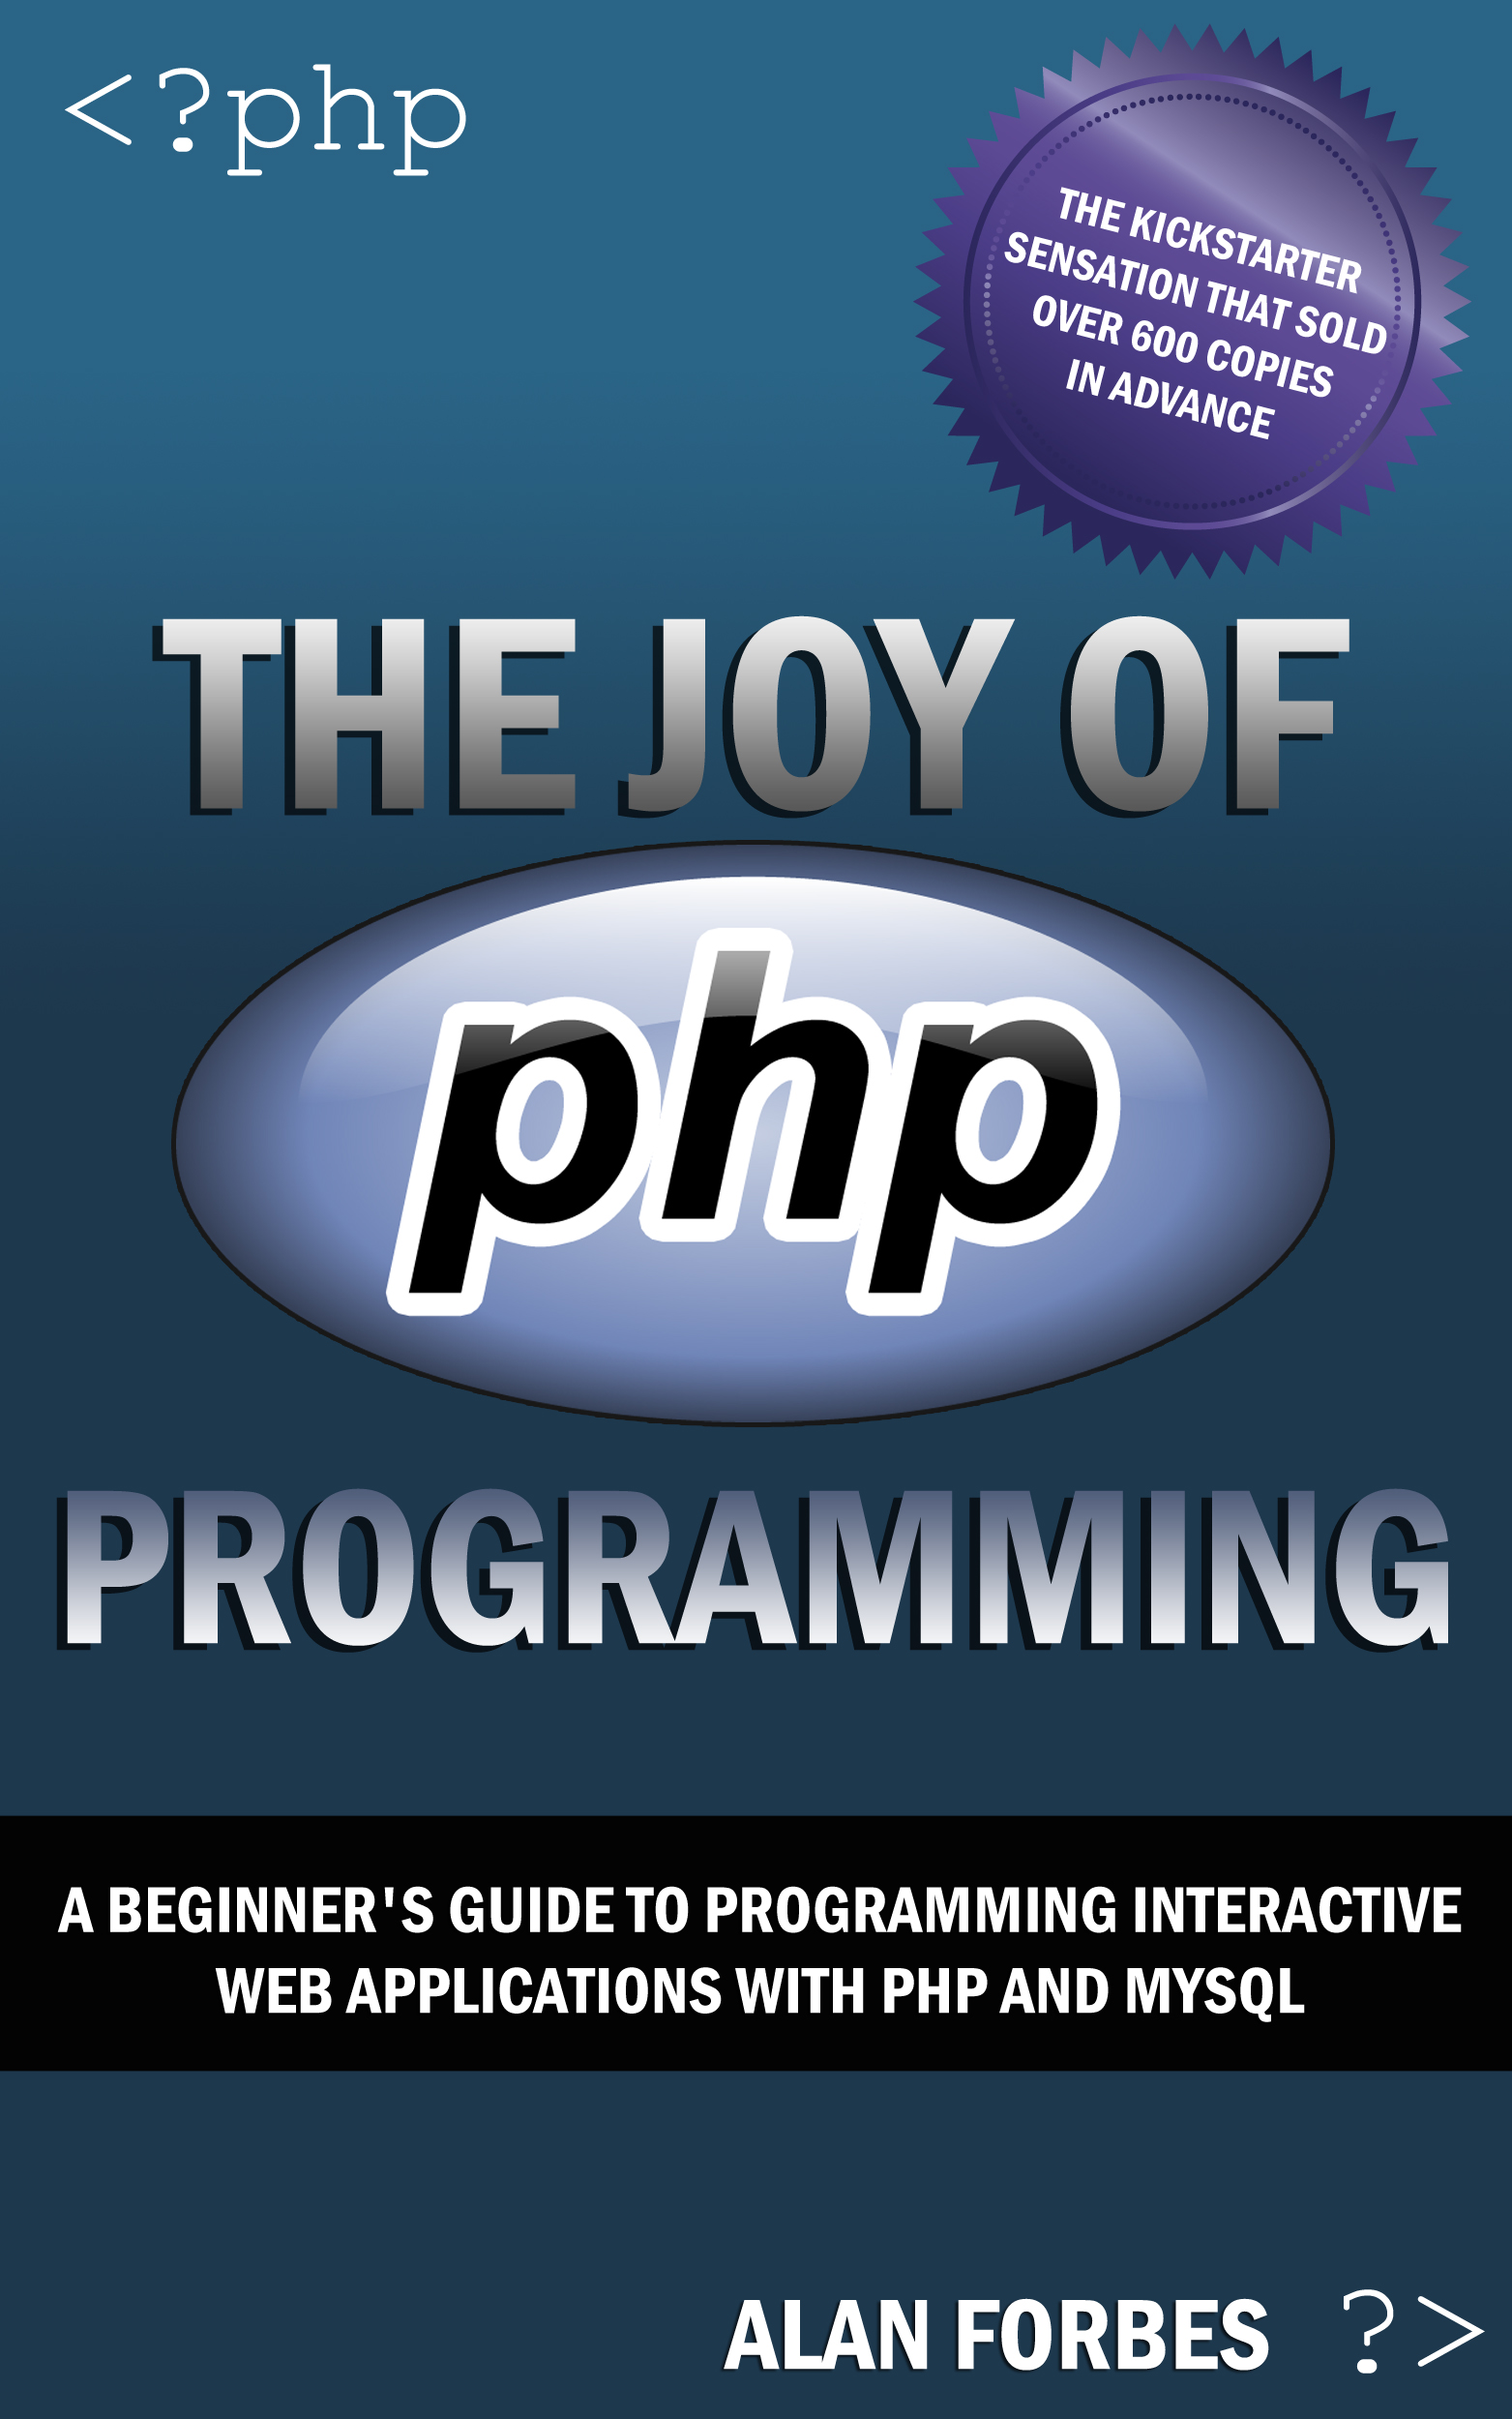 <?php
THE KICKSTARTER
SENSATION THAT SOLD
OVER 600 COPIES
IN ADVANCE
THE JOY OF
php
PROGRAMMING
A BEGINNER'S GUIDE TO PROGRAMMING INTERACTIVE
WEB APPLICATIONS WITH PHP AND MYSQL
ALAN FORBES ?>